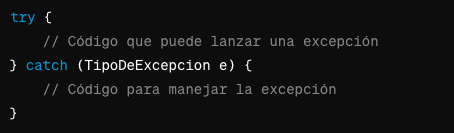 try {
    // Código que puede lanzar una excepción
} catch (TipoDeExcepcion e) {
    // Código para manejar la excepción
}